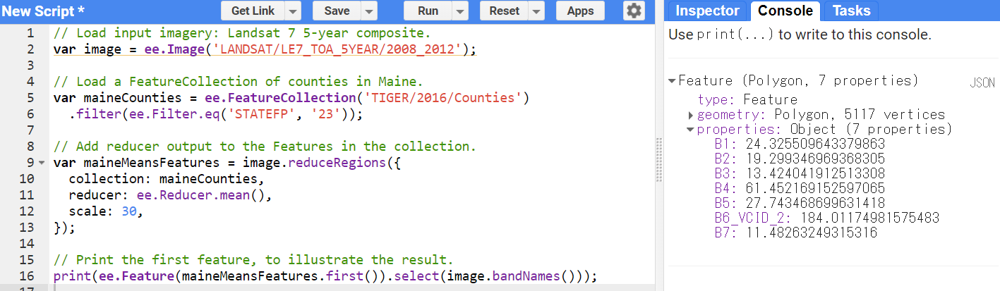 New Script *
Get Link
Save
Run
Reset
Apps
Inspector
Console
Tasks
1 // Load input imagery: Landsat 7 5-year composite.
2 var image = ee.Image('LANDSAT/LE7_TOA_5YEAR/2008_2012');
3
4 // Load a FeatureCollection of counties in Maine.
5 var maineCounties = ee.FeatureCollection('TIGER/2016/Counties')
6   .filter(ee.Filter.eq('STATEFP', '23'));
7
8 // Add reducer output to the Features in the collection.
9 var maineMeansFeatures = image.reduceRegions({
10   collection: maineCounties,
11   reducer: ee.Reducer.mean(),
12   scale: 30,
13 });
14
15 // Print the first feature, to illustrate the result.
16 print(ee.Feature(maineMeansFeatures.first()).select(image.bandNames()));
17
Use print(...) to write to this console.
Feature (Polygon, 7 properties)
JSON
type: Feature
geometry: Polygon, 5117 vertices
properties: Object (7 properties)
B1: 24.325509643379863
B2: 19.299346969368305
B3: 13.424041912513308
B4: 61.452169152597065
B5: 27.743468699631418
B6_VCID_2: 184.01174981575483
B7: 11.48263249315316